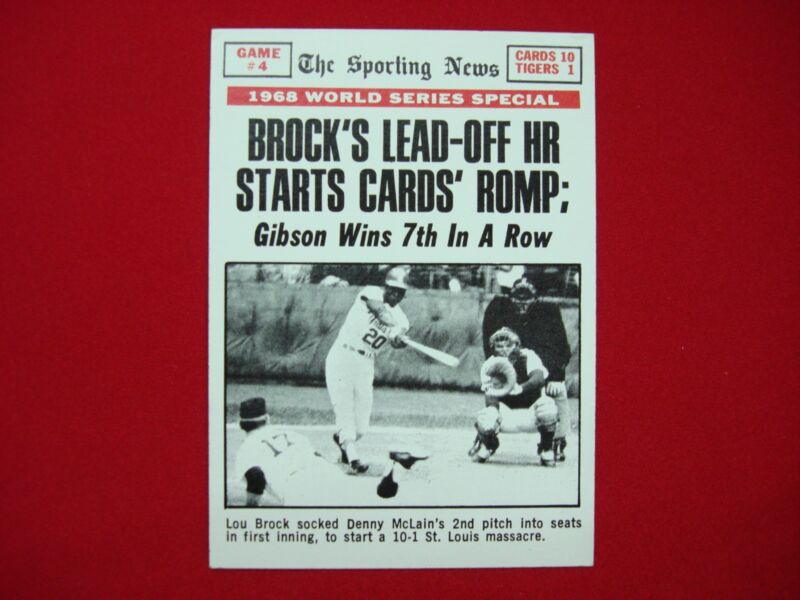 GAME #4
The Sporting News
CARDS 10
TIGERS 1
1968 WORLD SERIES SPECIAL
BROCK'S LEAD-OFF HR
STARTS CARDS' ROMP;
Gibson Wins 7th In A Row
20
17
Lou Brock socked Denny McLain's 2nd pitch into seats
in first inning, to start a 10-1 St. Louis massacre.